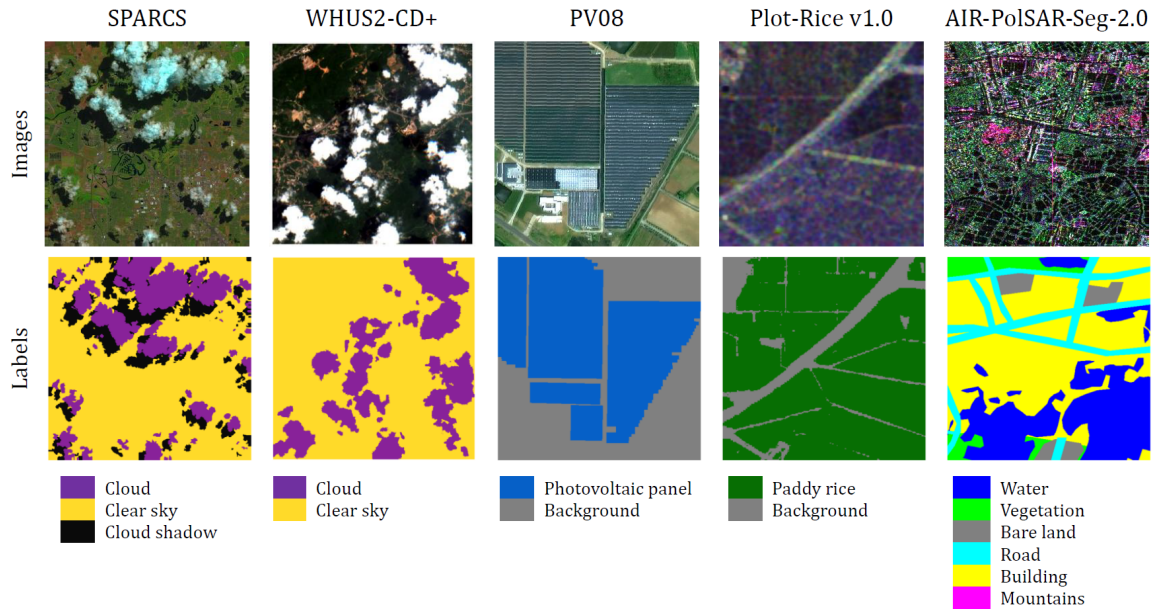 SPARCS
WHUS2-CD+
PV08
Plot-Rice v1.0
AIR-PolSAR-Seg-2.0
Images
Labels
Cloud
Clear sky
Cloud shadow
Cloud
Clear sky
Photovoltaic panel
Background
Paddy rice
Background
Water
Vegetation
Bare land
Road
Building
Mountains